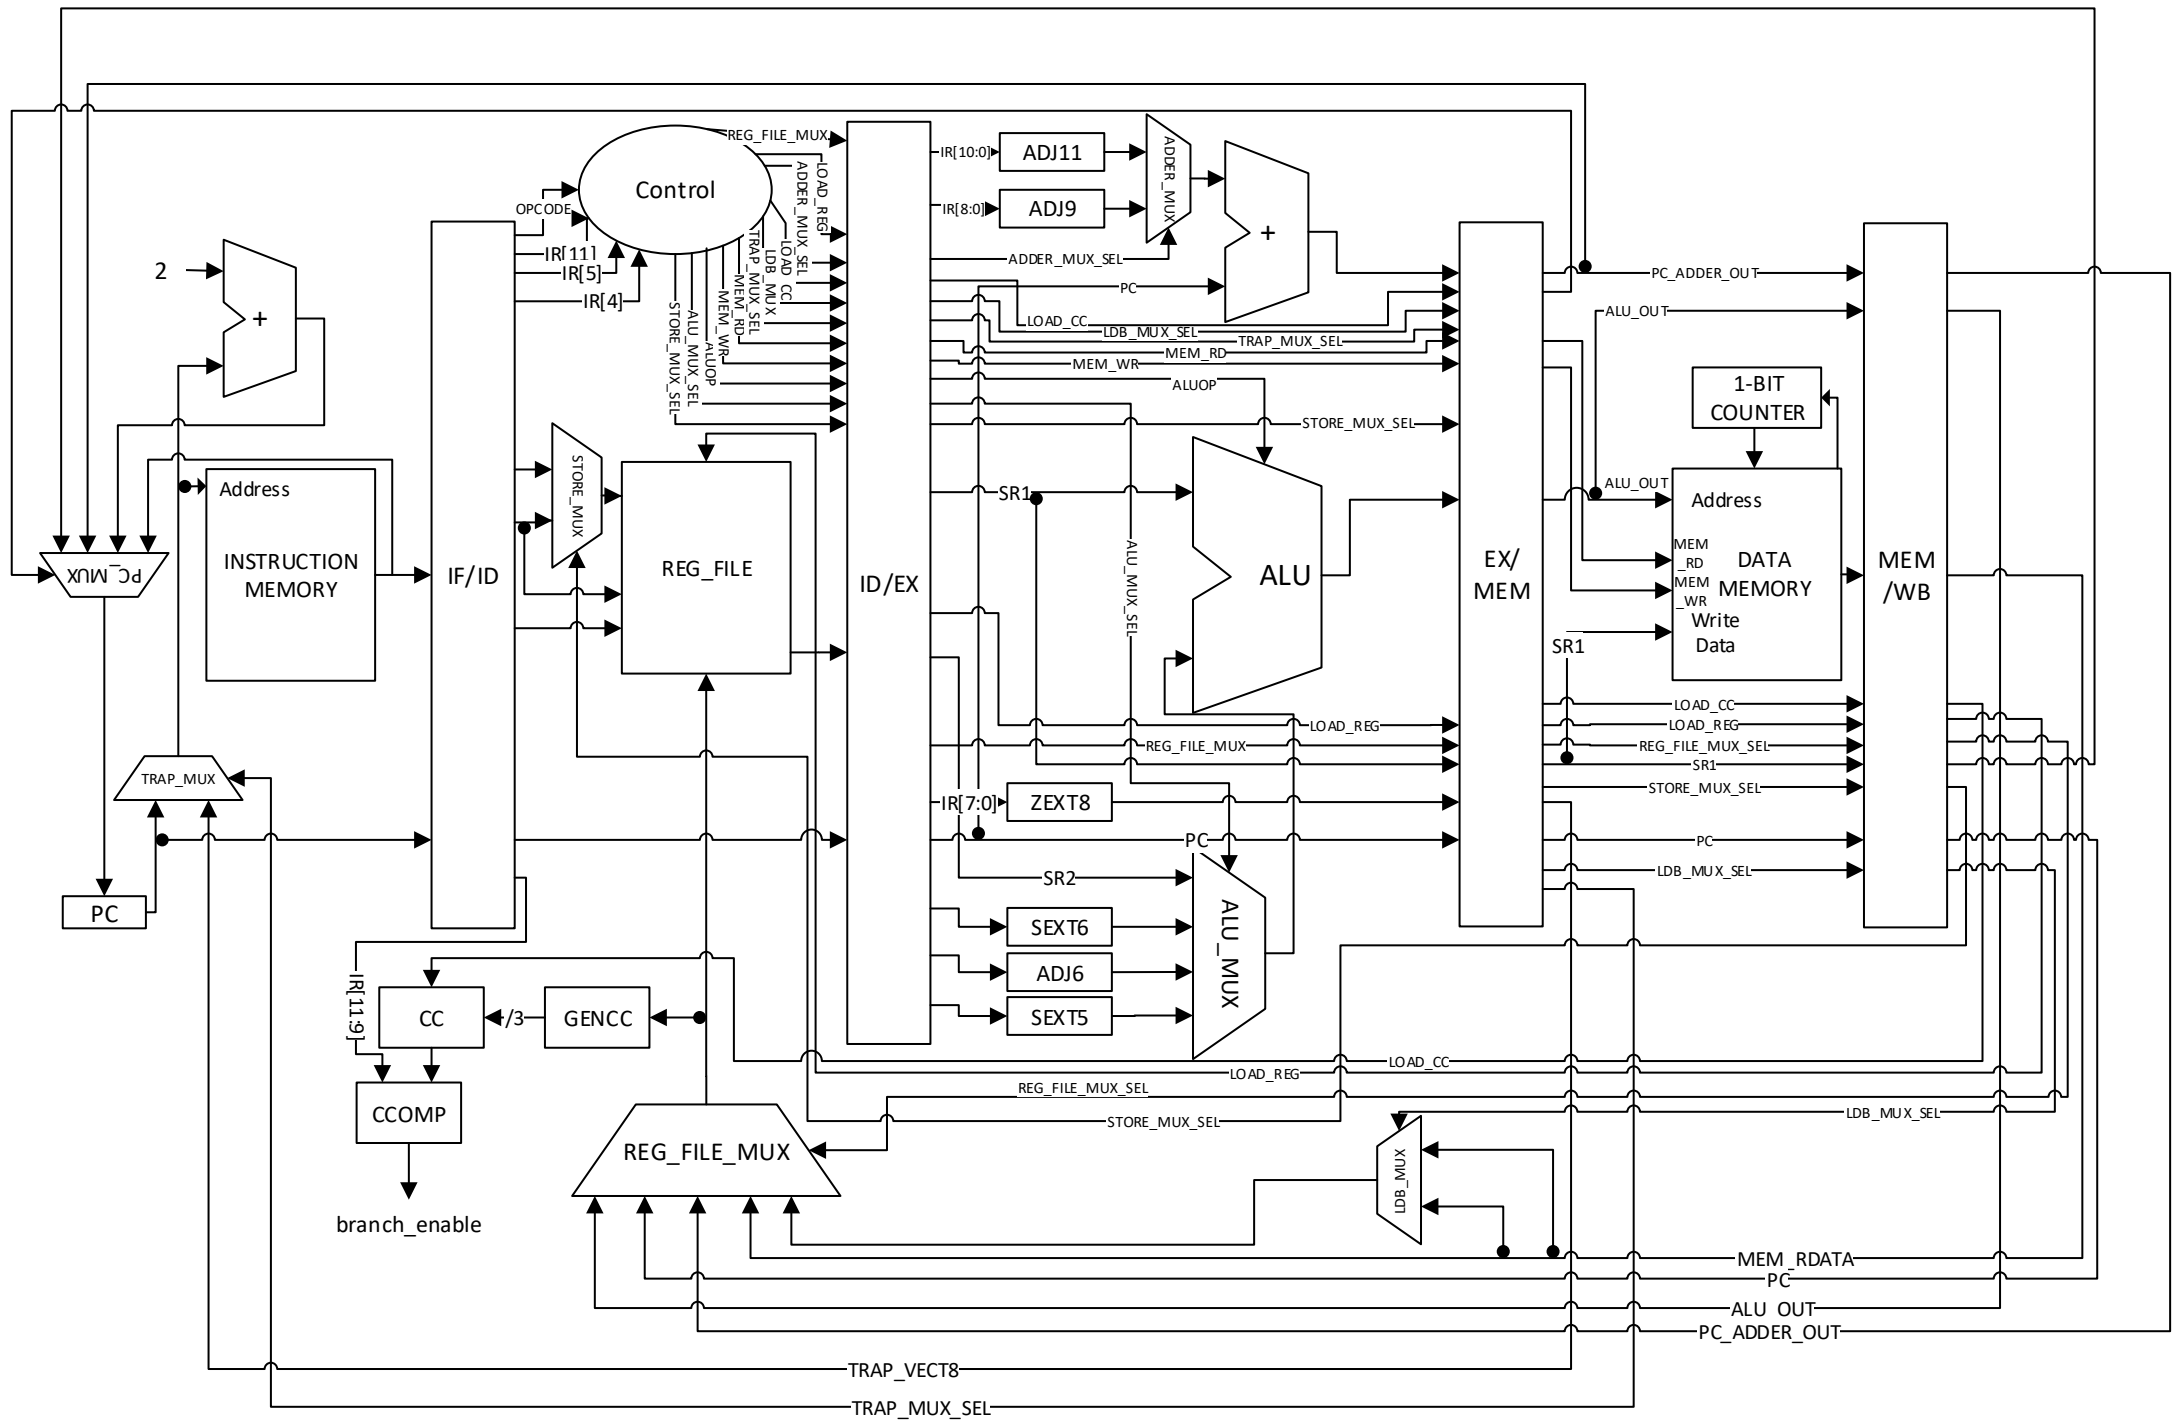 REG_FILE_MUX
LOAD_REG
ADDER_MUX_SEL
LOAD_CC
LDB_MUX
TRAP_MUX_SEL
MEM_RD
MEM_WR
ALUOP
ALU_MUX_SEL
STORE_MUX_SEL
Control
OPCODE
IR[11]
IR[5]
IR[4]
2
+
Address
INSTRUCTION
MEMORY
PC_MUX
TRAP_MUX
PC
IF/ID
STORE_MUX
REG_FILE
ID/EX
IR[10:0]
ADJ11
IR[8:0]
ADJ9
ADDER_MUX
ADDER_MUX_SEL
PC
+
LOAD_CC
LDB_MUX_SEL
TRAP_MUX_SEL
MEM_RD
MEM_WR
ALUOP
STORE_MUX_SEL
SR1
ALU
ALU_MUX_SEL
LOAD_REG
REG_FILE_MUX
IR[7:0]
ZEXT8
PC
SR2
SEXT6
ADJ6
SEXT5
ALU_MUX
EX/
MEM
PC_ADDER_OUT
ALU_OUT
1-BIT
COUNTER
ALU_OUT
Address
MEM
_RD
DATA
MEMORY
MEM
_WR
Write
Data
SR1
MEM
/WB
LOAD_CC
LOAD_REG
REG_FILE_MUX_SEL
SR1
STORE_MUX_SEL
PC
LDB_MUX_SEL
IR[11:9]
CC
/3
GENCC
CCOMP
branch_enable
LOAD_CC
LOAD_REG
REG_FILE_MUX_SEL
STORE_MUX_SEL
LDB_MUX_SEL
REG_FILE_MUX
LDB_MUX
MEM_RDATA
PC
ALU_OUT
PC_ADDER_OUT
TRAP_VECT8
TRAP_MUX_SEL